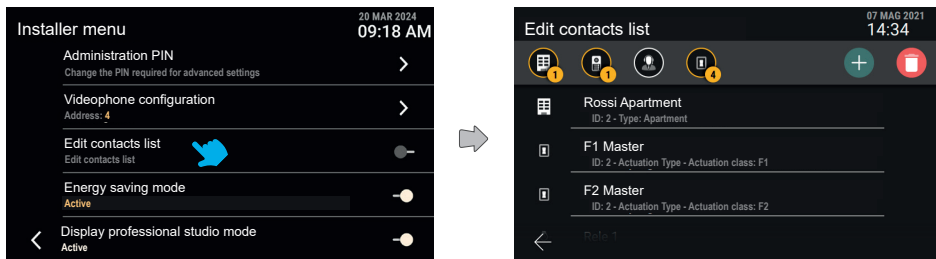 Installer menu
20 MAR 2024
09:18 AM
Administration PIN
Change the PIN required for advanced settings
Videophone configuration
Address: 4
Edit contacts list
Edit contacts list
Energy saving mode
Active
Display professional studio mode
Active
Edit contacts list
07 MAG 2021
14:34
1
1
4
Rossi Apartment
ID: 2 - Type: Apartment
F1 Master
ID: 2 - Actuation Type - Actuation class: F1
F2 Master
ID: 2 - Actuation Type - Actuation class: F2
Rele 1